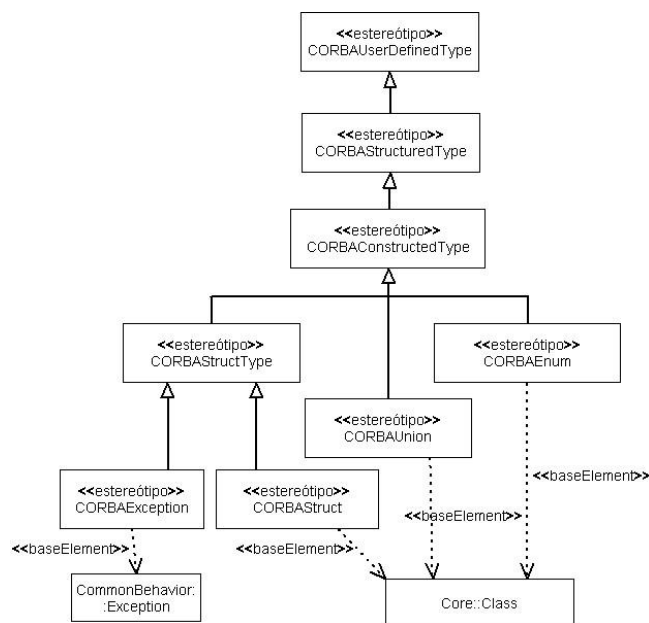 <<estereótipo>>
CORBAUserDefinedType
<<estereótipo>>
CORBAStructuredType
<<estereótipo>>
CORBAConstructedType
<<estereótipo>>
CORBAStructType
<<estereótipo>>
CORBAEnum
<<estereótipo>>
CORBAUnion
<<baseElement>>
<<estereótipo>>
CORBAException
<<estereótipo>>
CORBAStruct
<<baseElement>>
<<baseElement>>
<<baseElement>>
CommonBehavior:
:Exception
Core::Class